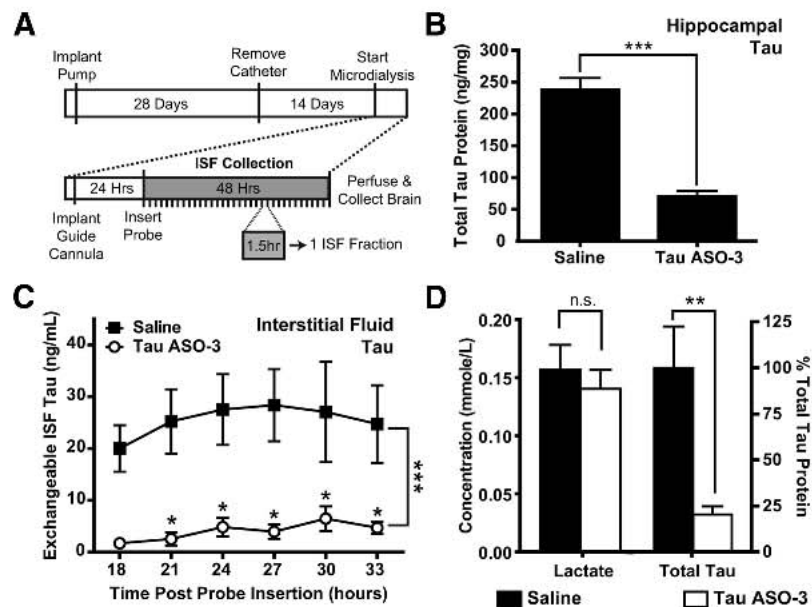 A
Implant
Pump
Remove
Catheter
Start
Microdialysis
28 Days
14 Days
ISF Collection
24 Hrs
48 Hrs
Perfuse &
Collect Brain
Implant
Guide
Cannula
Insert
Probe
1.5hr
1 ISF Fraction
B
Hippocampal
Tau
***
Total Tau Protein (ng/mg)
300
250
200
150
100
50
0
Saline
Tau ASO-3
C
Saline
Tau ASO-3
Interstitial Fluid
Tau
Exchangeable ISF Tau (ng/mL)
40
30
20
10
0
***
* * * * *
18 21 24 27 30 33
Time Post Probe Insertion (hours)
D
n.s.
**
Concentration (mmole/L)
0.20
0.15
0.10
0.05
0.00
125
100
75
50
25
0
% Total Tau Protein
Lactate
Total Tau
Saline
Tau ASO-3